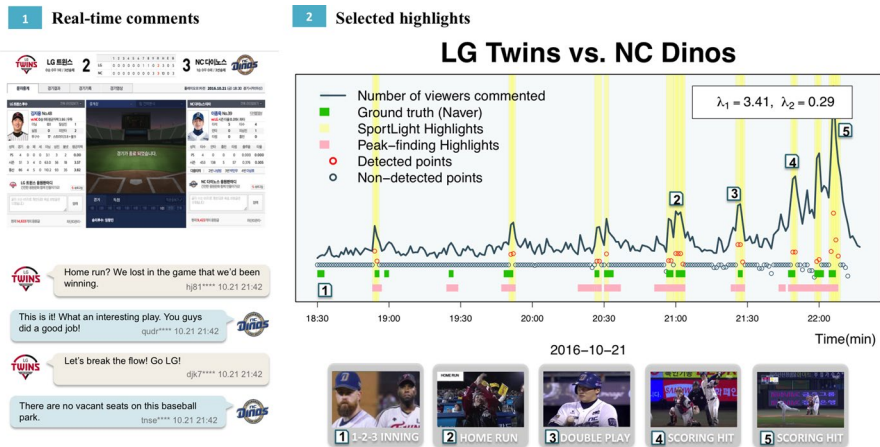 1 Real-time comments
TWINS
LG 트윈스 2
3 NC 다이노스
Dinos
Home run? We lost in the game that we'd been
winning.
hj81**** 10.21 21:42
This is it! What an interesting play. You guys
did a good job!
qudr**** 10.21 21:42
Dinos
TWINS
Let's break the flow! Go LG!
djk7**** 10.21 21:42
There are no vacant seats on this baseball
park.
tnse**** 10.21 21:42
Dinos
2 Selected highlights
LG Twins vs. NC Dinos
Number of viewers commented
Ground truth (Naver)
SportLight Highlights
Peak-finding Highlights
Detected points
Non-detected points
λ1 = 3.41, λ2 = 0.29
1
2
3
4
5
18:30 19:00 19:30 20:00 20:30 21:00 21:30 22:00
Time(min)
2016-10-21
HOME RUN
1 1-2-3 INNING
2 HOME RUN
3 DOUBLE PLAY
4 SCORING HIT
5 SCORING HIT